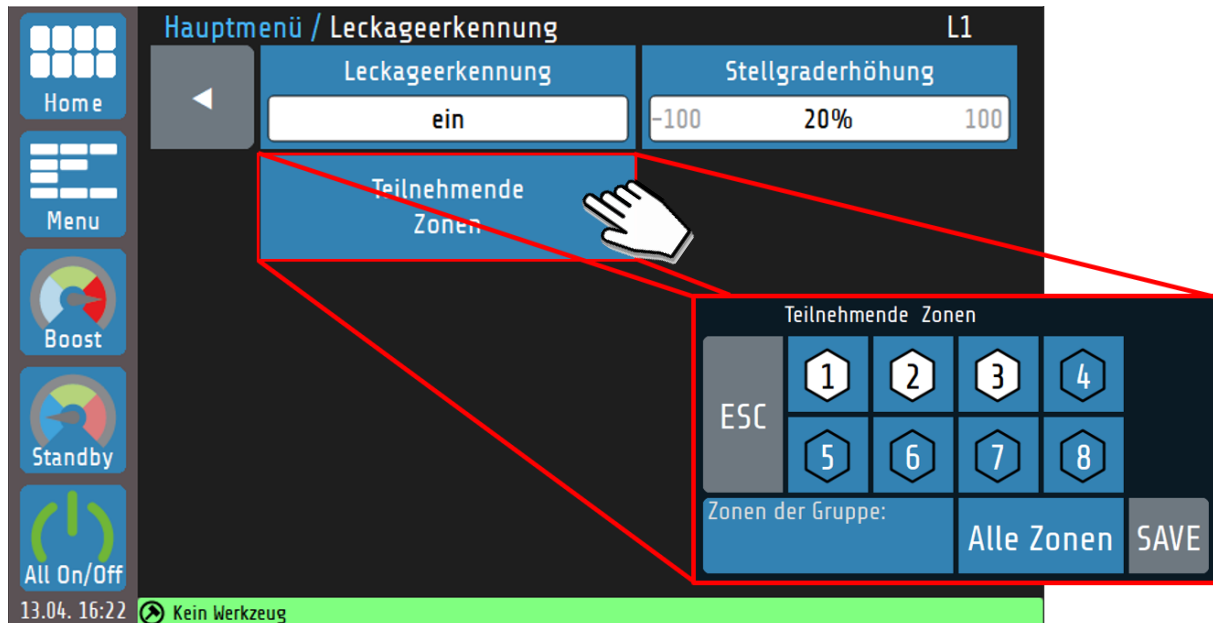 Hauptmenü / Leckageerkennung L1
Home
Menu
Boost
Standby
All On/Off
13.04. 16:22
Leckageerkennung
ein
Stellgraderhöhung
-100 20% 100
Teilnehmende
Zonen
Teilnehmende Zonen
ESC
1 2 3 4
5 6 7 8
Zonen der Gruppe:
Alle Zonen
SAVE
Kein Werkzeug